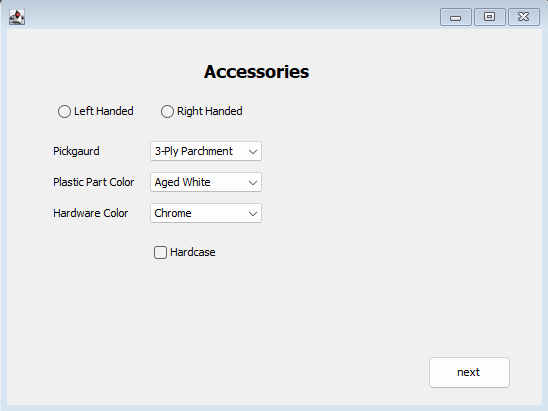 Accessories
Left Handed Right Handed
Pickgaurd 3-Ply Parchment
Plastic Part Color Aged White
Hardware Color Chrome
Hardcase
next